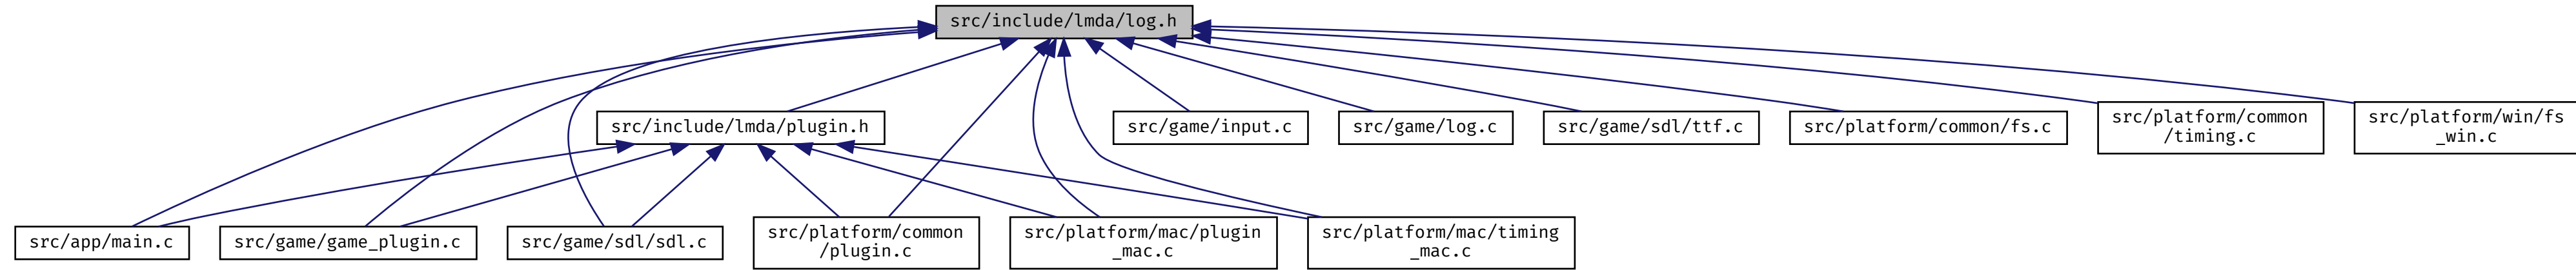 src/include/lmda/log.h
src/include/lmda/plugin.h
src/game/input.c
src/game/log.c
src/game/sdl/ttf.c
src/platform/common/fs.c
src/platform/common
/timing.c
src/platform/win/fs
_win.c
src/app/main.c
src/game/game_plugin.c
src/game/sdl/sdl.c
src/platform/common
/plugin.c
src/platform/mac/plugin
_mac.c
src/platform/mac/timing
_mac.c